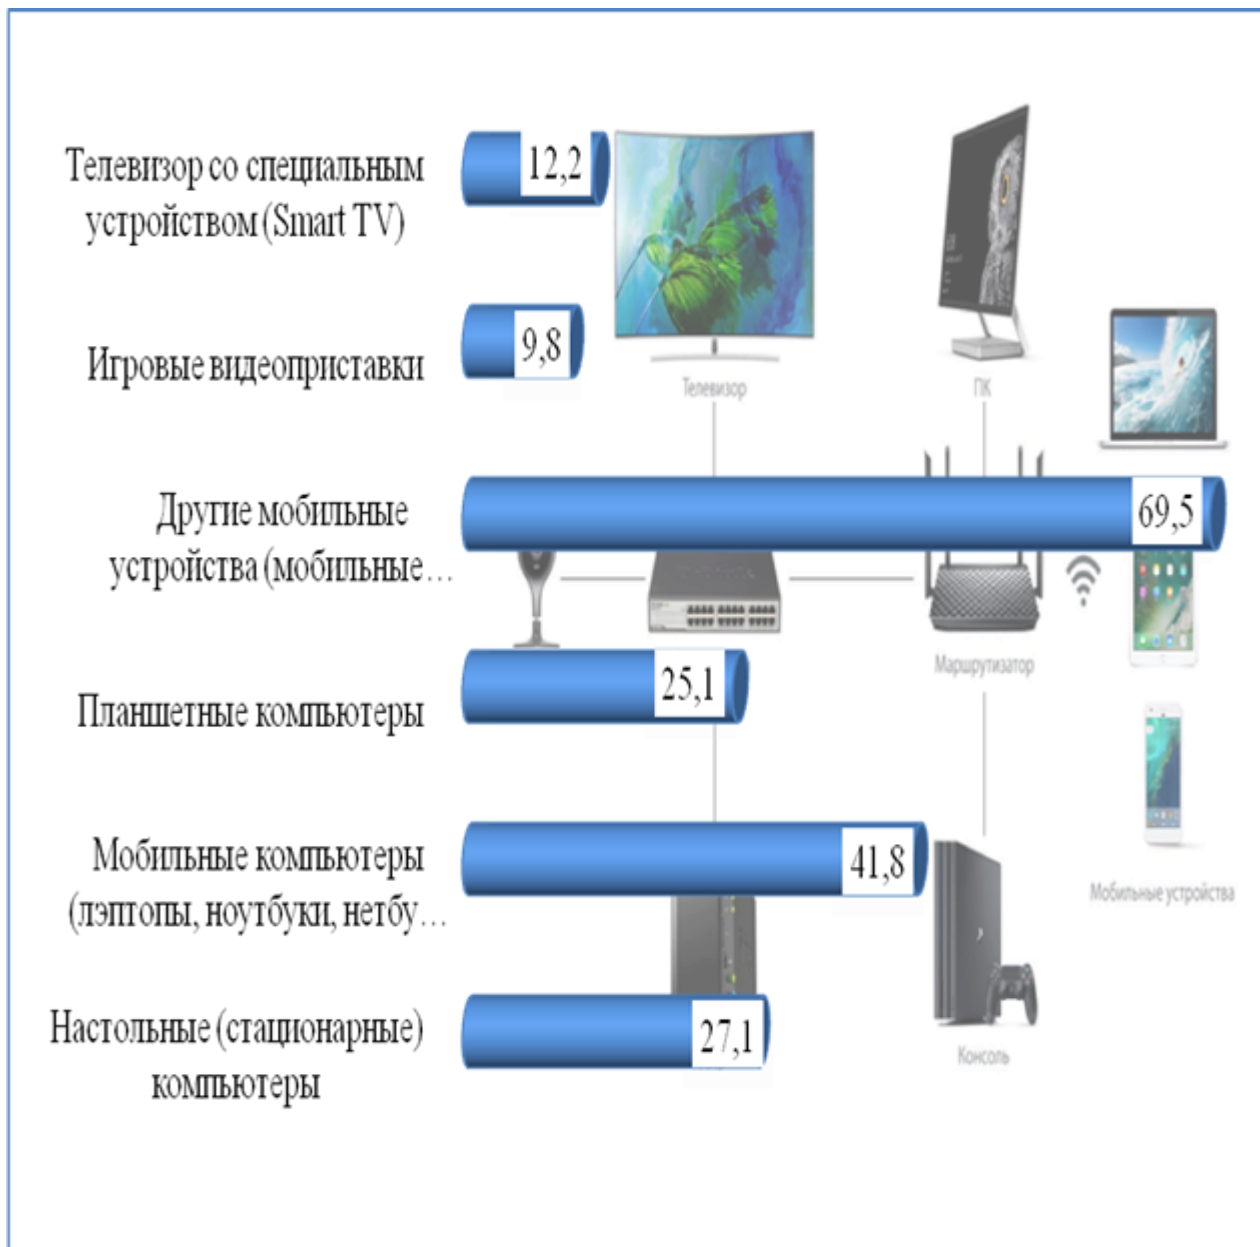 Телевизор со специальным
устройством (Smart TV)
12,2
Игровые видеоприставки
9,8
Телевизор
ПК
Другие мобильные
устройства (мобильные…
69,5
Маршрутизатор
Планшетные компьютеры
25,1
Мобильные компьютеры
(лэптопы, ноутбуки, нетбу…
41,8
Мобильные устройства
Настольные (стационарные)
компьютеры
27,1
Консоль